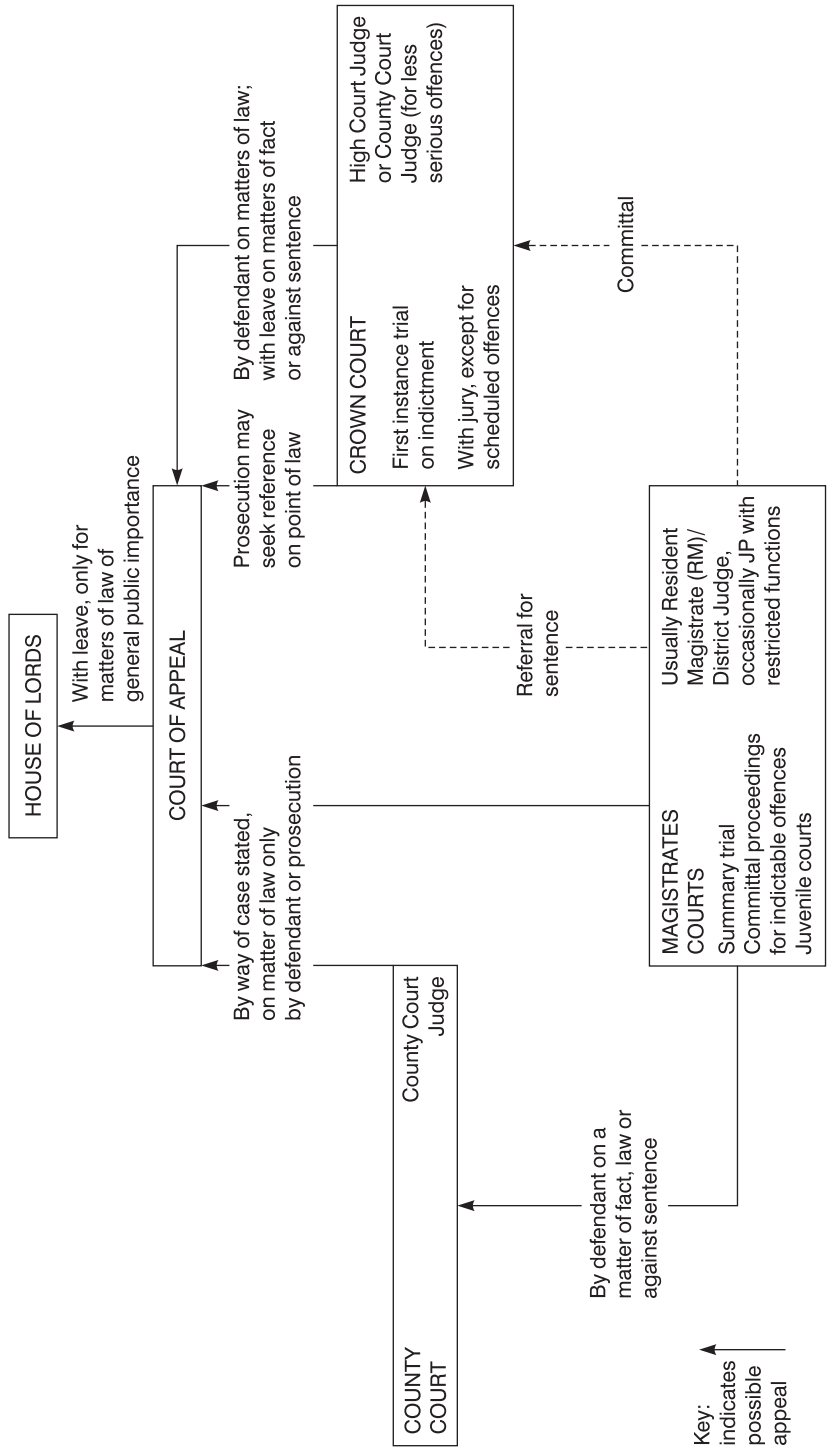 HOUSE OF LORDS
With leave, only for
matters of law of
general public importance
COURT OF APPEAL
By way of case stated,
on matter of law only
by defendant or prosecution
Prosecution may
seek reference
on point of law
By defendant on matters of law;
with leave on matters of fact
or against sentence
COUNTY
COURT
County Court
Judge
CROWN COURT
First instance trial
on indictment
With jury, except for
scheduled offences
High Court Judge
or County Court
Judge (for less
serious offences)
Referral for
sentence
Committal
By defendant on a
matter of fact, law or
against sentence
MAGISTRATES
COURTS
Summary trial
Committal proceedings
for indictable offences
Juvenile courts
Usually Resident
Magistrate (RM)/
District Judge,
occasionally JP with
restricted functions
Key:
indicates
possible
appeal